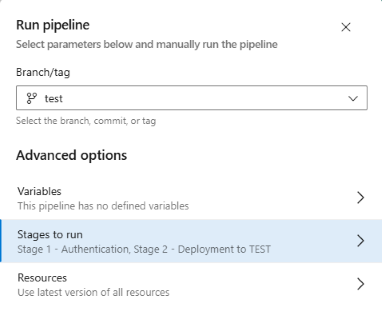 Run pipeline
Select parameters below and manually run the pipeline
Branch/tag
test
Select the branch, commit, or tag
Advanced options
Variables
This pipeline has no defined variables
Stages to run
Stage 1 - Authentication, Stage 2 - Deployment to TEST
Resources
Use latest version of all resources